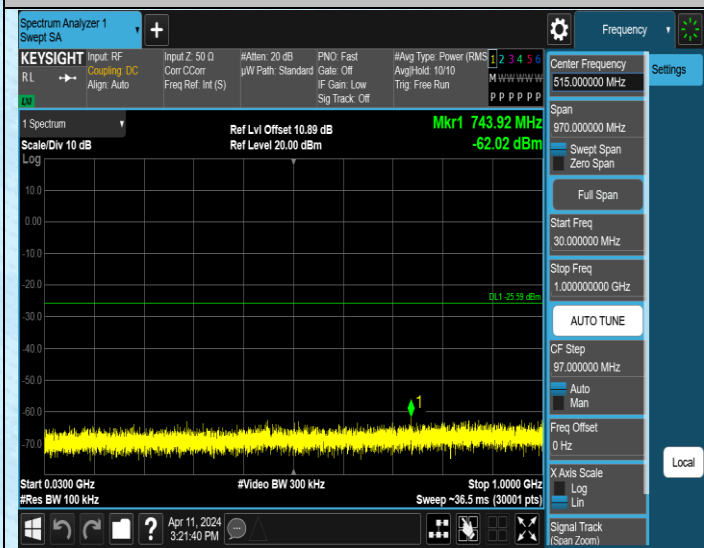 Spectrum Analyzer 1
Swept SA
Frequency
KEYSIGHT
RL
LXI
Input: RF
Coupling: DC
Align: Auto
Input Z: 50 Ω
Corr CCorr
Freq Ref: Int (S)
#Atten: 20 dB
µW Path: Standard
PNO: Fast
Gate: Off
IF Gain: Low
Sig Track: Off
#Avg Type: Power (RMS
Avg|Hold: 10/10
Trig: Free Run
1 2 3 4 5 6
M W W W W W
P P P P P P
1 Spectrum
Scale/Div 10 dB
Ref Lvl Offset 10.89 dB
Ref Level 20.00 dBm
Mkr1 743.92 MHz
-62.02 dBm
Log
10.0
0.00
-10.0
-20.0
DL1 -25.59 dBm
-30.0
-40.0
-50.0
-60.0
-70.0
1
Start 0.0300 GHz
#Res BW 100 kHz
#Video BW 300 kHz
Stop 1.0000 GHz
Sweep ~36.5 ms (30001 pts)
Center Frequency
515.000000 MHz
Settings
Span
970.000000 MHz
Swept Span
Zero Span
Full Span
Start Freq
30.000000 MHz
Stop Freq
1.000000000 GHz
AUTO TUNE
CF Step
97.000000 MHz
Auto
Man
Freq Offset
0 Hz
X Axis Scale
Log
Lin
Local
Signal Track
(Span Zoom)
?
Apr 11, 2024
3:21:40 PM